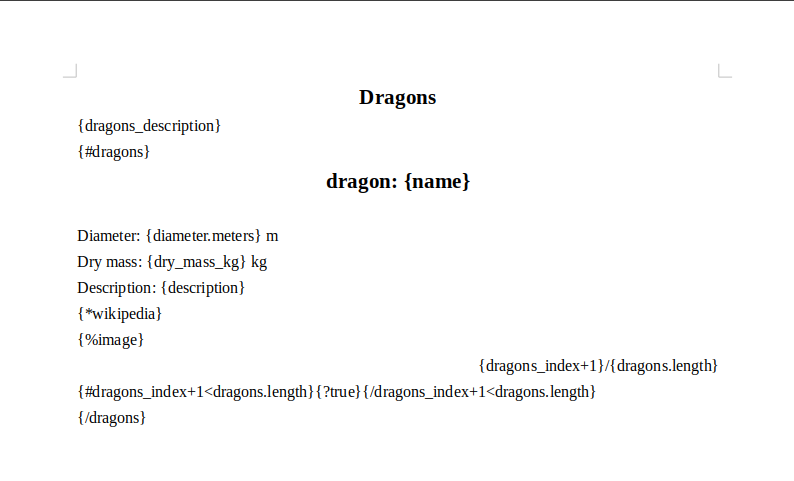 Dragons
{dragons_description}
{#dragons}
dragon: {name}
Diameter: {diameter.meters} m
Dry mass: {dry_mass_kg} kg
Description: {description}
{*wikipedia}
{%image}
{dragons_index+1}/{dragons.length}
{#dragons_index+1<dragons.length}{?true}{/dragons_index+1<dragons.length}
{/dragons}